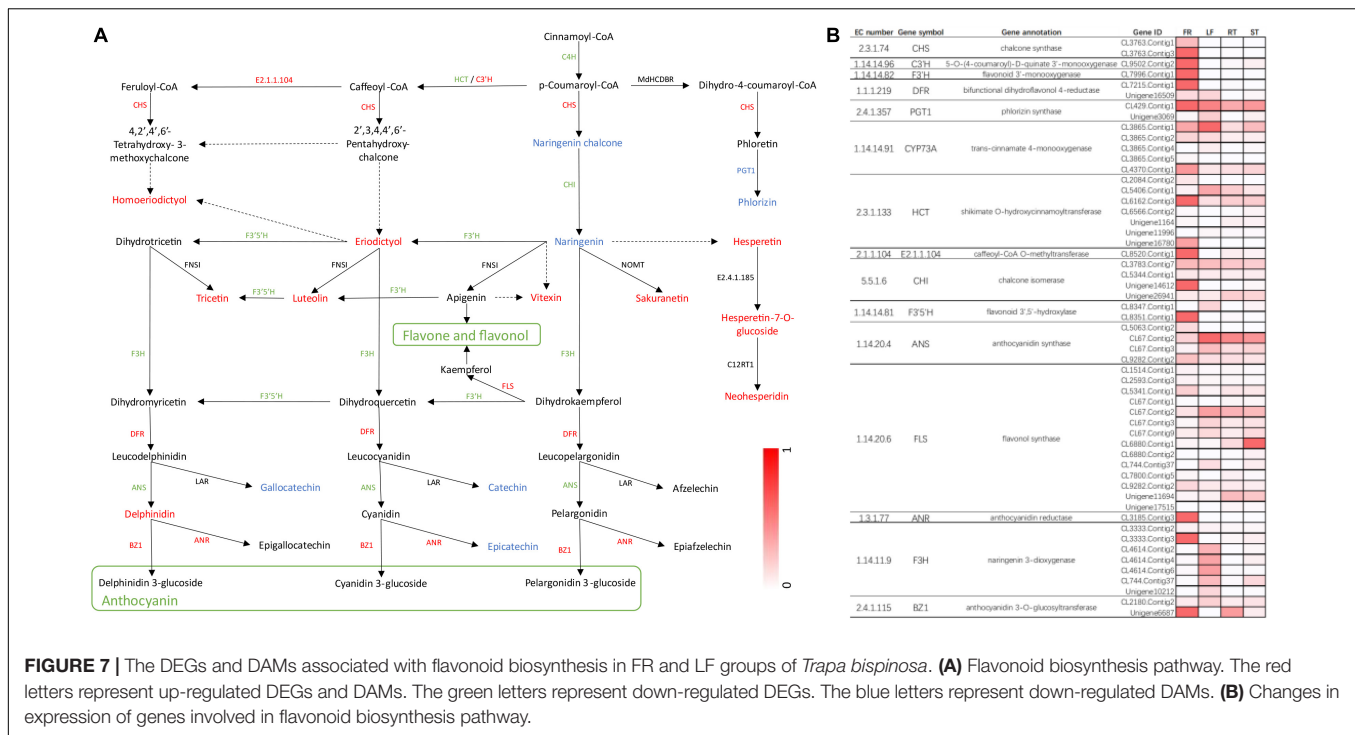 A
Cinnamoyl-CoA
C4H
Feruloyl-CoA
E2.1.1.104
Caffeoyl-CoA
HCT / C3'H
p-Coumaroyl-CoA
MdHCDBR
Dihydro-4-coumaroyl-CoA
CHS
CHS
CHS
CHS
4,2',4',6'-
Tetrahydroxy- 3-
methoxychalcone
2',3,4,4',6'-
Pentahydroxy-
chalcone
Naringenin chalcone
Phloretin
PGT1
CHI
Phlorizin
Homoeriodictyol
Dihydrotricetin
F3'5'H
Eriodictyol
F3'H
Naringenin
Hesperetin
FNSI
FNSI
FNSI
NOMT
E2.4.1.185
Tricetin
F3'5'H
Luteolin
F3'H
Apigenin
Vitexin
Sakuranetin
Hesperetin-7-O-
glucoside
Flavone and flavonol
F3H
F3H
F3H
Kaempferol
FLS
C12RT1
Dihydromyricetin
F3'5'H
Dihydroquercetin
F3'H
Dihydrokaempferol
Neohesperidin
DFR
DFR
DFR
Leucodelphinidin
Leucocyanidin
Leucopelargonidin
ANS
LAR
Gallocatechin
ANS
LAR
Catechin
ANS
LAR
Afzelechin
Delphinidin
Cyanidin
Pelargonidin
BZ1
ANR
Epigallocatechin
BZ1
ANR
Epicatechin
BZ1
ANR
Epiafzelechin
Delphinidin 3-glucoside
Cyanidin 3-glucoside
Pelargonidin 3-glucoside
Anthocyanin
1
0
B
EC number Gene symbol Gene annotation Gene ID FR LF RT ST
2.3.1.74 CHS chalcone synthase
CL3763.Contig1
CL3763.Contig3
1.14.14.96 C3'H 5-O-(4-coumaroyl)-D-quinate 3'-monooxygenase CL9502.Contig2
1.14.14.82 F3'H flavonoid 3'-monooxygenase CL7996.Contig1
1.1.1.219 DFR bifunctional dihydroflavonol 4-reductase
CL7215.Contig1
Unigene16509
2.4.1.357 PGT1 phlorizin synthase
CL429.Contig1
Unigene3069
1.14.14.91 CYP73A trans-cinnamate 4-monooxygenase
CL3865.Contig1
CL3865.Contig2
CL3865.Contig4
CL3865.Contig5
CL4370.Contig1
2.3.1.133 HCT shikimate O-hydroxycinnamoyltransferase
CL2084.Contig2
CL5406.Contig1
CL6162.Contig3
CL6566.Contig2
Unigene1164
Unigene11996
Unigene16780
2.1.1.104 E2.1.1.104 caffeoyl-CoA O-methyltransferase CL8520.Contig1
5.5.1.6 CHI chalcone isomerase
CL3783.Contig7
CL5344.Contig1
Unigene14612
Unigene26941
1.14.14.81 F3'5'H flavonoid 3',5'-hydroxylase
CL8347.Contig1
CL8351.Contig1
1.14.20.4 ANS anthocyanidin synthase
CL5063.Contig2
CL67.Contig2
CL67.Contig3
CL9282.Contig2
1.14.20.6 FLS flavonol synthase
CL1514.Contig1
CL2593.Contig3
CL5341.Contig1
CL67.Contig1
CL67.Contig2
CL67.Contig3
CL67.Contig9
CL6880.Contig1
CL6880.Contig2
CL744.Contig37
CL7800.Contig5
CL9282.Contig2
Unigene11694
Unigene17515
1.3.1.77 ANR anthocyanidin reductase CL3185.Contig3
1.14.11.9 F3H naringenin 3-dioxygenase
CL3333.Contig2
CL3333.Contig3
CL4614.Contig2
CL4614.Contig4
CL4614.Contig6
CL744.Contig37
Unigene10212
2.4.1.115 BZ1 anthocyanidin 3-O-glucosyltransferase
CL2180.Contig2
Unigene6687
FIGURE 7 | The DEGs and DAMs associated with flavonoid biosynthesis in FR and LF groups of Trapa bispinosa. (A) Flavonoid biosynthesis pathway. The red
letters represent up-regulated DEGs and DAMs. The green letters represent down-regulated DEGs. The blue letters represent down-regulated DAMs. (B) Changes in
expression of genes involved in flavonoid biosynthesis pathway.